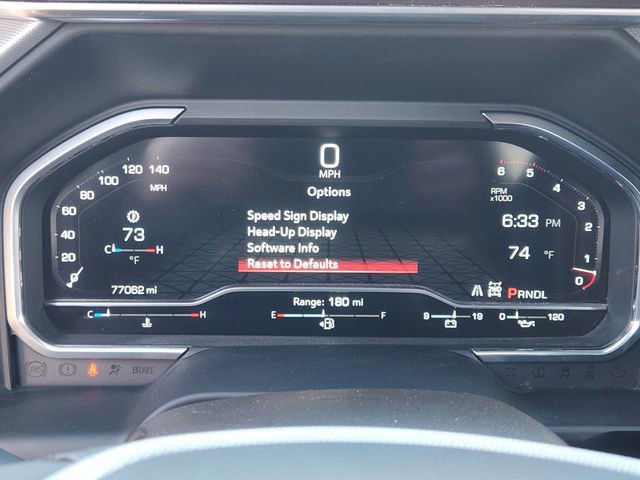 0
MPH
Options
Speed Sign Display
Head-Up Display
Software Info
Reset to Defaults
0 20 40 60 80 100 120 140
MPH
73
C H
°F
77062 mi
6 5 4 3 2 1 0
RPM
x1000
6:33 PM
74 °F
PRNDL
Range: 180 mi
C H
E F
9 19
0 120
ABS
BRAKE